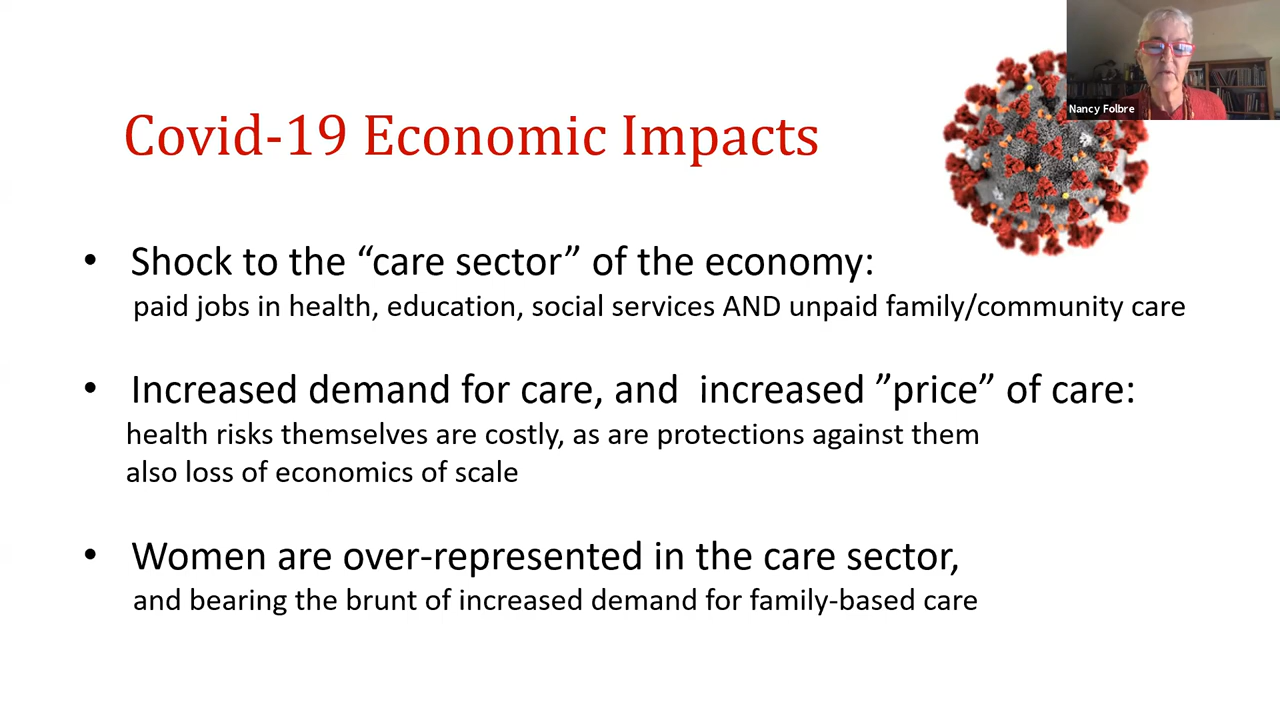 Nancy Folbre
Covid-19 Economic Impacts
• Shock to the “care sector” of the economy:
paid jobs in health, education, social services AND unpaid family/community care
• Increased demand for care, and  increased ”price” of care:
health risks themselves are costly, as are protections against them
also loss of economics of scale
• Women are over-represented in the care sector,
and bearing the brunt of increased demand for family-based care